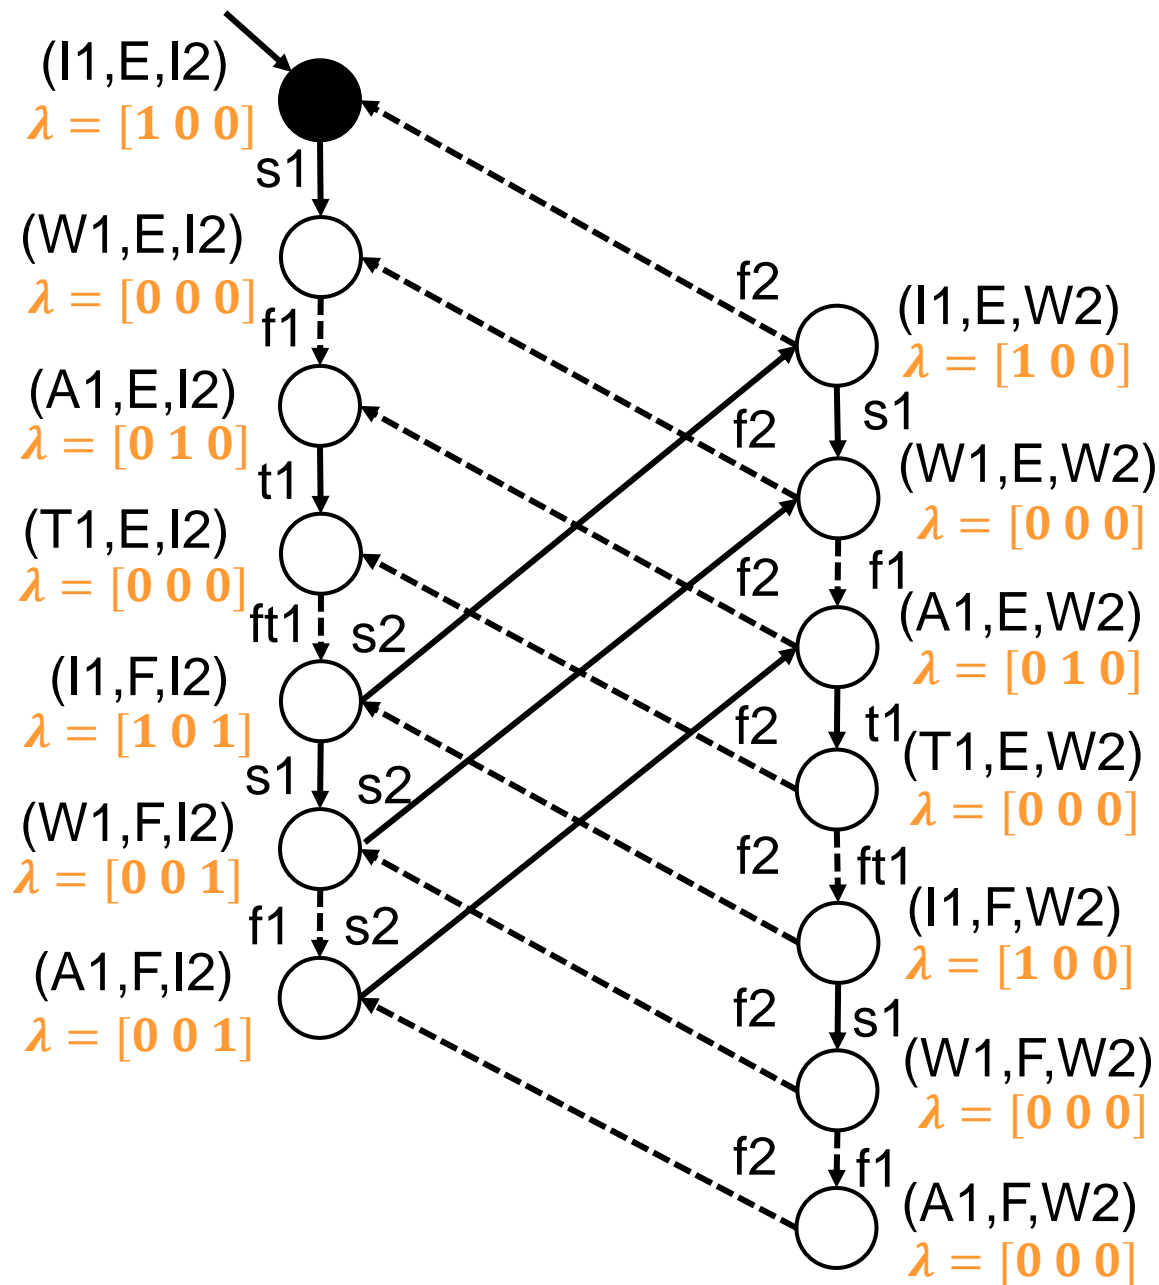 (I1,E,I2)
λ = [1 0 0]
s1
(W1,E,I2)
λ = [0 0 0]
f1
(A1,E,I2)
λ = [0 1 0]
t1
(T1,E,I2)
λ = [0 0 0]
ft1
s2
(I1,F,I2)
λ = [1 0 1]
s1
s2
(W1,F,I2)
λ = [0 0 1]
f1
s2
(A1,F,I2)
λ = [0 0 1]
f2
(I1,E,W2)
λ = [1 0 0]
s1
f2
(W1,E,W2)
λ = [0 0 0]
f2
f1
(A1,E,W2)
λ = [0 1 0]
f2
t1
(T1,E,W2)
λ = [0 0 0]
f2
ft1
(I1,F,W2)
λ = [1 0 0]
f2
s1
(W1,F,W2)
λ = [0 0 0]
f2
f1
(A1,F,W2)
λ = [0 0 0]